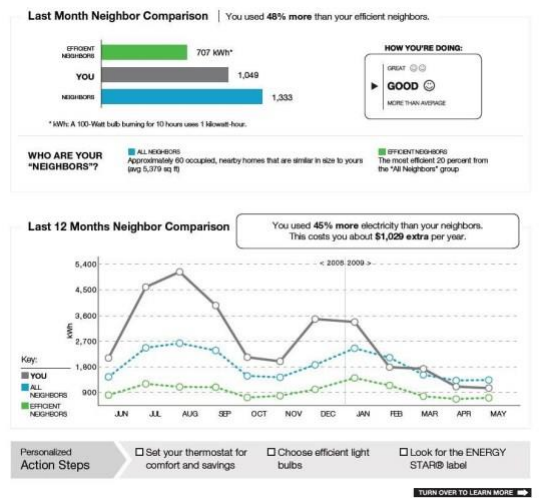 Last Month Neighbor Comparison | You used 48% more than your efficient neighbors.
EFFICIENT NEIGHBORS 707 kWh*
YOU 1,049
NEIGHBORS 1,333
* kWh: A 100-Watt bulb burning for 10 hours uses 1 kilowatt-hour.
HOW YOU'RE DOING:
GREAT
GOOD
MORE THAN AVERAGE
WHO ARE YOUR
"NEIGHBORS"?
ALL NEIGHBORS
Approximately 60 occupied, nearby homes that are similar in size to yours
(avg 5,379 sq ft)
EFFICIENT NEIGHBORS
The most efficient 20 percent from
the "All Neighbors" group
Last 12 Months Neighbor Comparison
You used 45% more electricity than your neighbors.
This costs you about $1,029 extra per year.
< 2008 2009 >
5,400
4,500
3,600
2,700
1,800
900
kWh
Key:
YOU
ALL
NEIGHBORS
EFFICIENT
NEIGHBORS
JUN JUL AUG SEP OCT NOV DEC JAN FEB MAR APR MAY
Personalized
Action Steps
Set your thermostat for
comfort and savings
Choose efficient light
bulbs
Look for the ENERGY
STAR® label
TURN OVER TO LEARN MORE